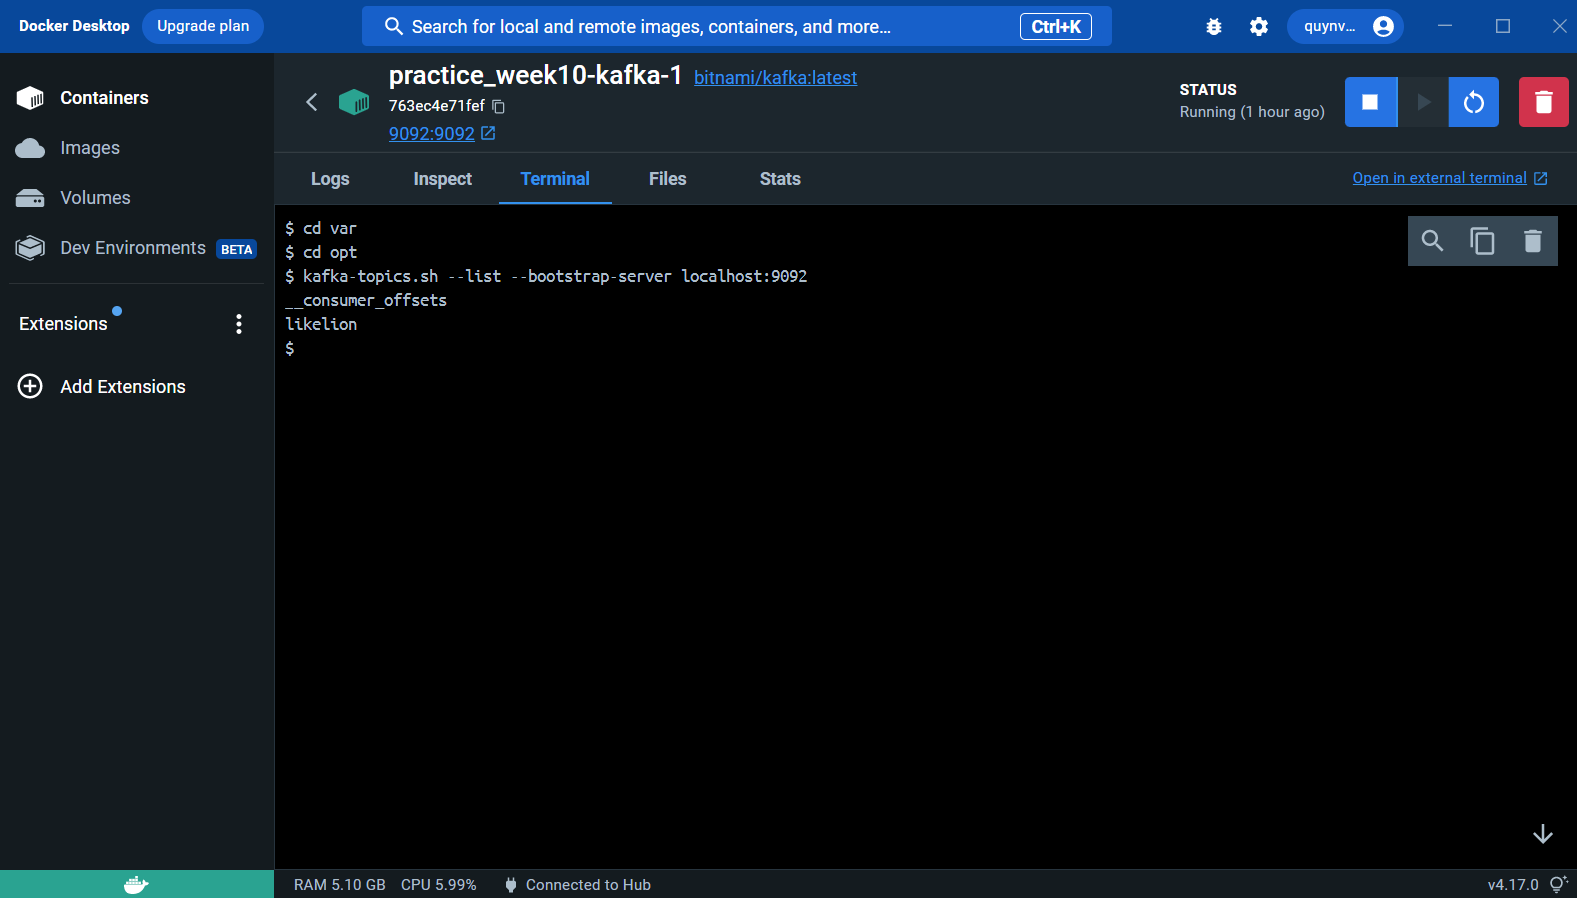 Docker Desktop
Upgrade plan
Search for local and remote images, containers, and more...
Ctrl+K
quynv...
Containers
Images
Volumes
Dev Environments BETA
Extensions
Add Extensions
practice_week10-kafka-1 bitnami/kafka:latest
763ec4e71fef
9092:9092
STATUS
Running (1 hour ago)
Logs Inspect Terminal Files Stats
Open in external terminal
$ cd var
$ cd opt
$ kafka-topics.sh --list --bootstrap-server localhost:9092
__consumer_offsets
likelion
$
RAM 5.10 GB CPU 5.99% Connected to Hub
v4.17.0